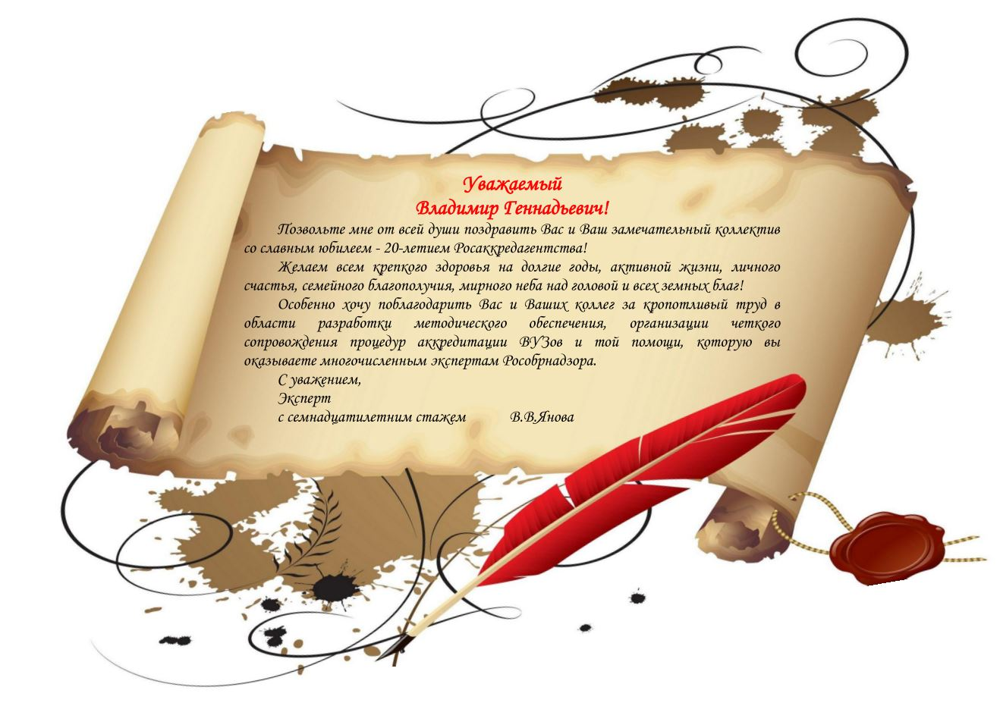 Уважаемый
Владимир Геннадьевич!
Позвольте мне от всей души поздравить Вас и Ваш замечательный коллектив
со славным юбилеем - 20-летием Росаккредагентства!
Желаем всем крепкого здоровья на долгие годы, активной жизни, личного
счастья, семейного благополучия, мирного неба над головой и всех земных благ!
Особенно хочу поблагодарить Вас и Ваших коллег за кропотливый труд в
области разработки методического обеспечения, организации четкого
сопровождения процедур аккредитации ВУЗов и той помощи, которую вы
оказываете многочисленным экспертам Рособрнадзора.
С уважением,
Эксперт
с семнадцатилетним стажем В.В.Янова